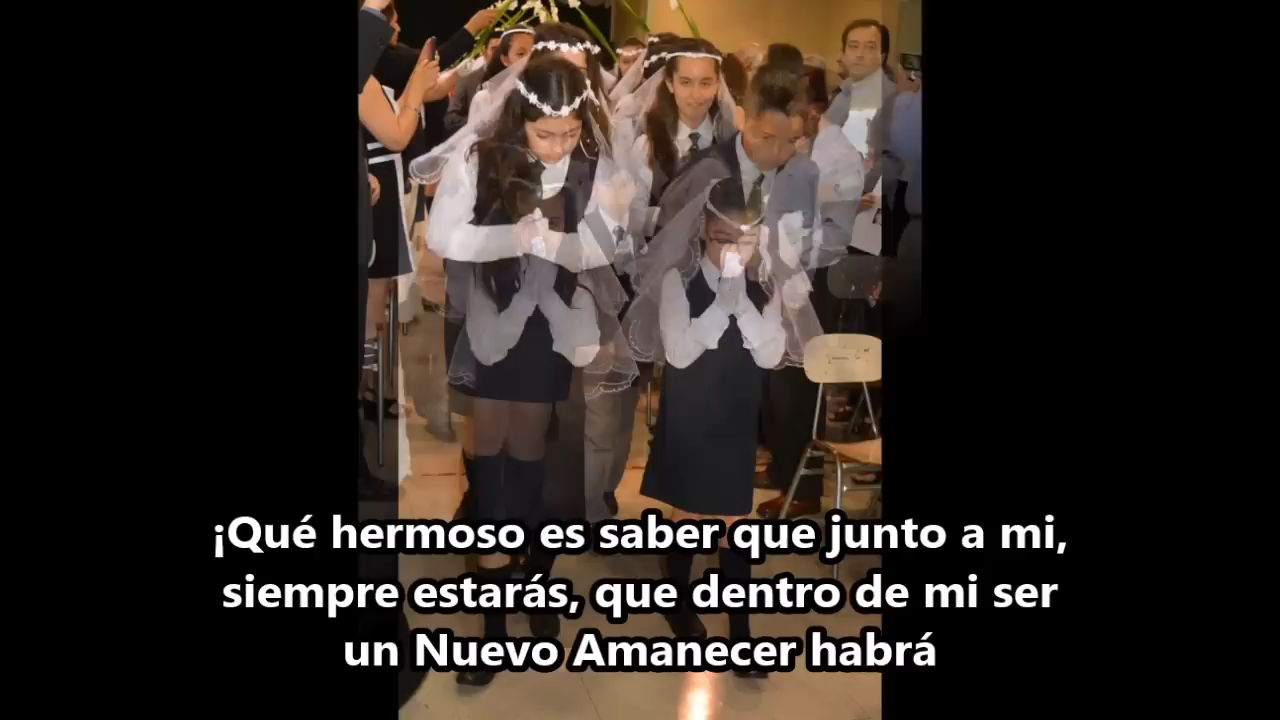 ¡Qué hermoso es saber que junto a mi,
siempre estarás, que dentro de mi ser
un Nuevo Amanecer habrá